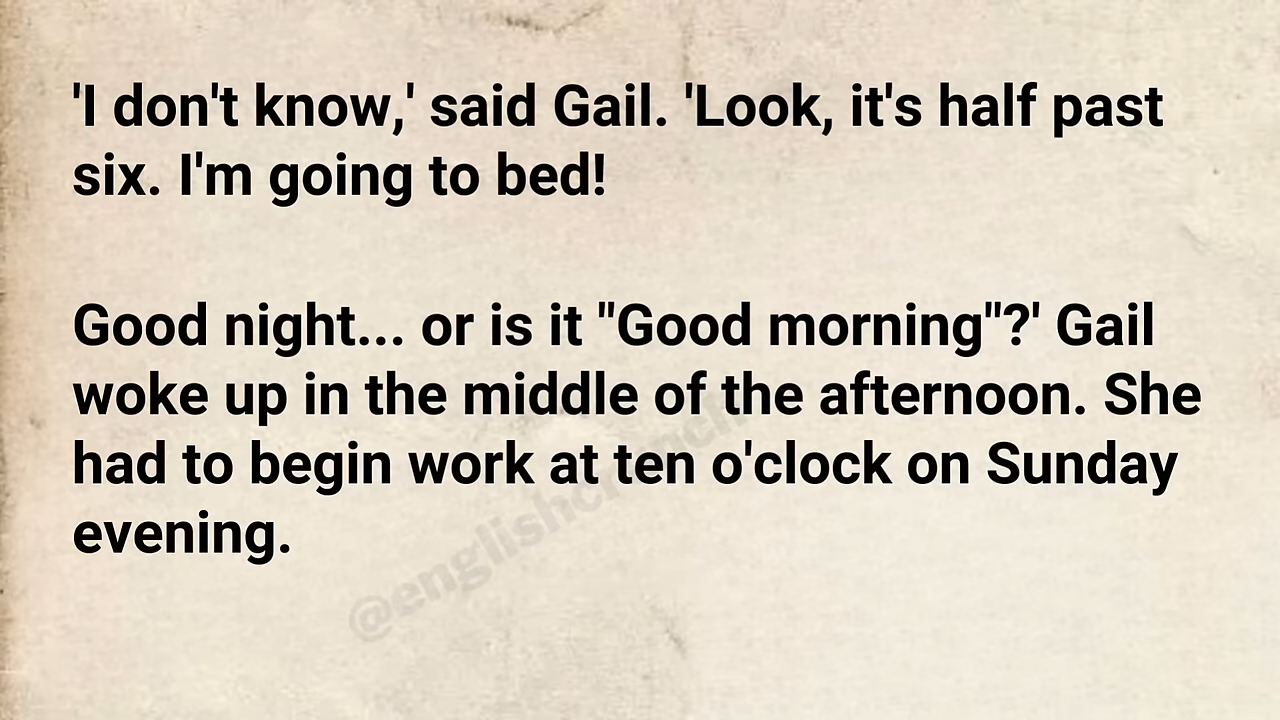 'I don't know,' said Gail. 'Look, it's half past
six. I'm going to bed!
Good night... or is it "Good morning"?' Gail
woke up in the middle of the afternoon. She
had to begin work at ten o'clock on Sunday
evening.